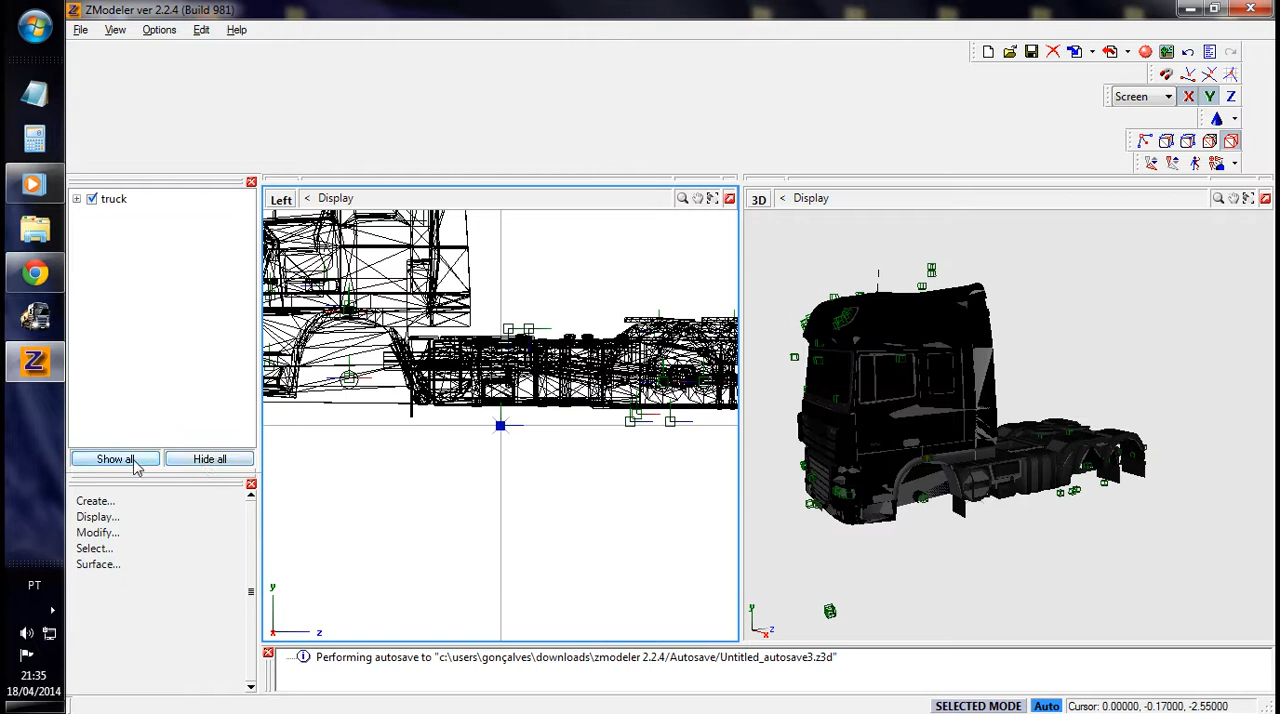 ZModeler ver 2.2.4 (Build 981)
File View Options Edit Help
Screen X Y Z
truck
Left < Display
3D < Display
Show all Hide all
Create...
Display...
Modify...
Select...
Surface...
y
x z
y
x z
PT
21:35
18/04/2014
Performing autosave to "c:\users\gonçalves\downloads\zmodeler 2.2.4/Autosave/Untitled_autosave3.z3d"
SELECTED MODE Auto Cursor: 0.00000, -0.17000, -2.55000